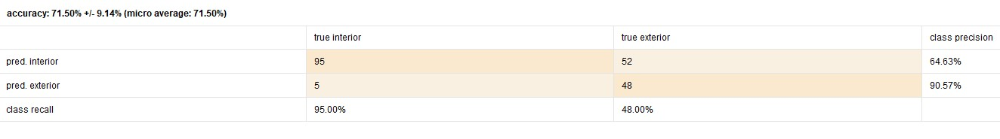 accuracy: 71.50% +/- 9.14% (micro average: 71.50%)
true interior true exterior class precision
pred. interior 95 52 64.63%
pred. exterior 5 48 90.57%
class recall 95.00% 48.00%